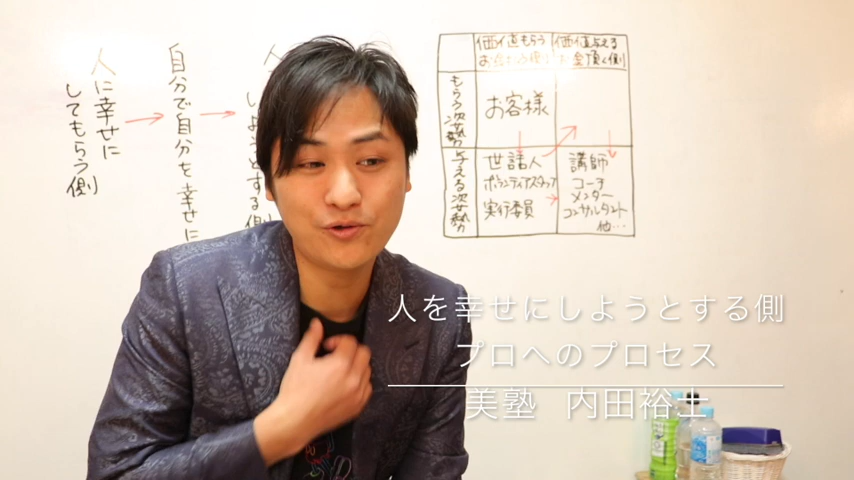 人に幸せに
してもらう側
自分で自分を幸せに
人
しようとする側
価値もらう
お金払う側
価値与える
お金頂く側
もらう姿勢
お客様
与える姿勢
世話人
ボランティアスタッフ
実行委員
講師
コーチ
メンター
コンサルタント
他…
人を幸せにしようとする側
プロへのプロセス
美塾 内田裕士